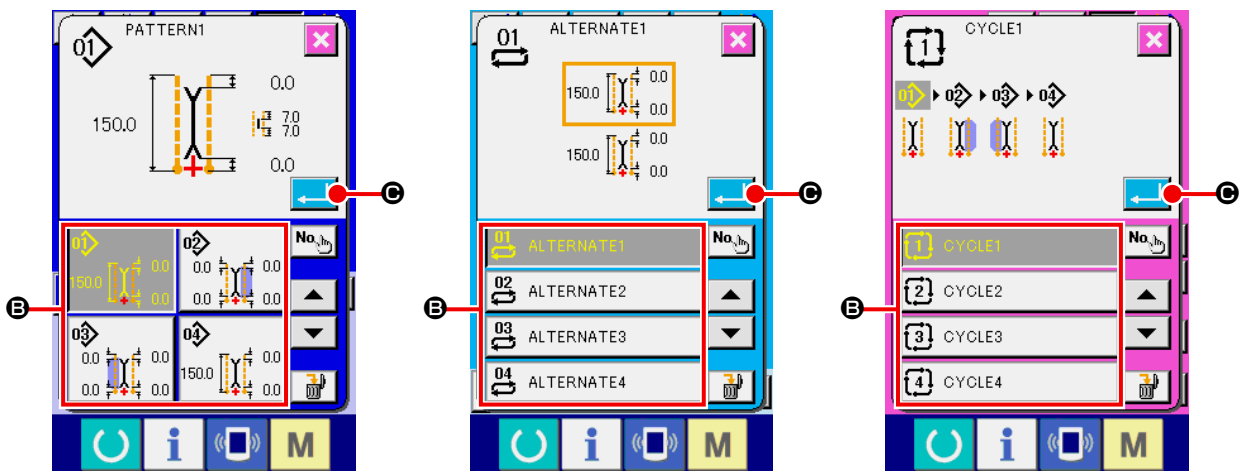 PATTERN1
01
0.0
150.0
7.0
7.0
0.0
C
B
01
150.0
0.0
0.0
02
0.0
0.0
0.0
0.0
No.
03
0.0
0.0
0.0
0.0
04
150.0
0.0
0.0
i
M
ALTERNATE1
01
150.0
0.0
0.0
150.0
0.0
0.0
C
B
01 ALTERNATE1
No.
02 ALTERNATE2
03 ALTERNATE3
04 ALTERNATE4
i
M
CYCLE1
1
01 02 03 04
C
B
1 CYCLE1
No.
2 CYCLE2
3 CYCLE3
4 CYCLE4
i
M